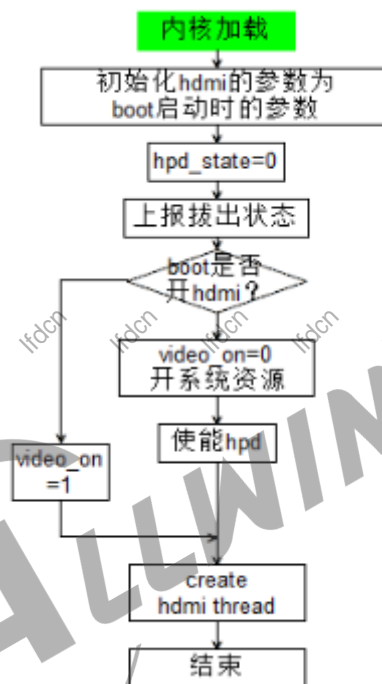 内核加载
初始化hdmi的参数为
boot启动时的参数
hpd_state=0
上报拔出状态
boot是否
开hdmi？
lfdcn
lfdcn
lfdcn
video_on=0
开系统资源
使能hpd
video_on
=1
ALLWIN
create
hdmi thread
结束